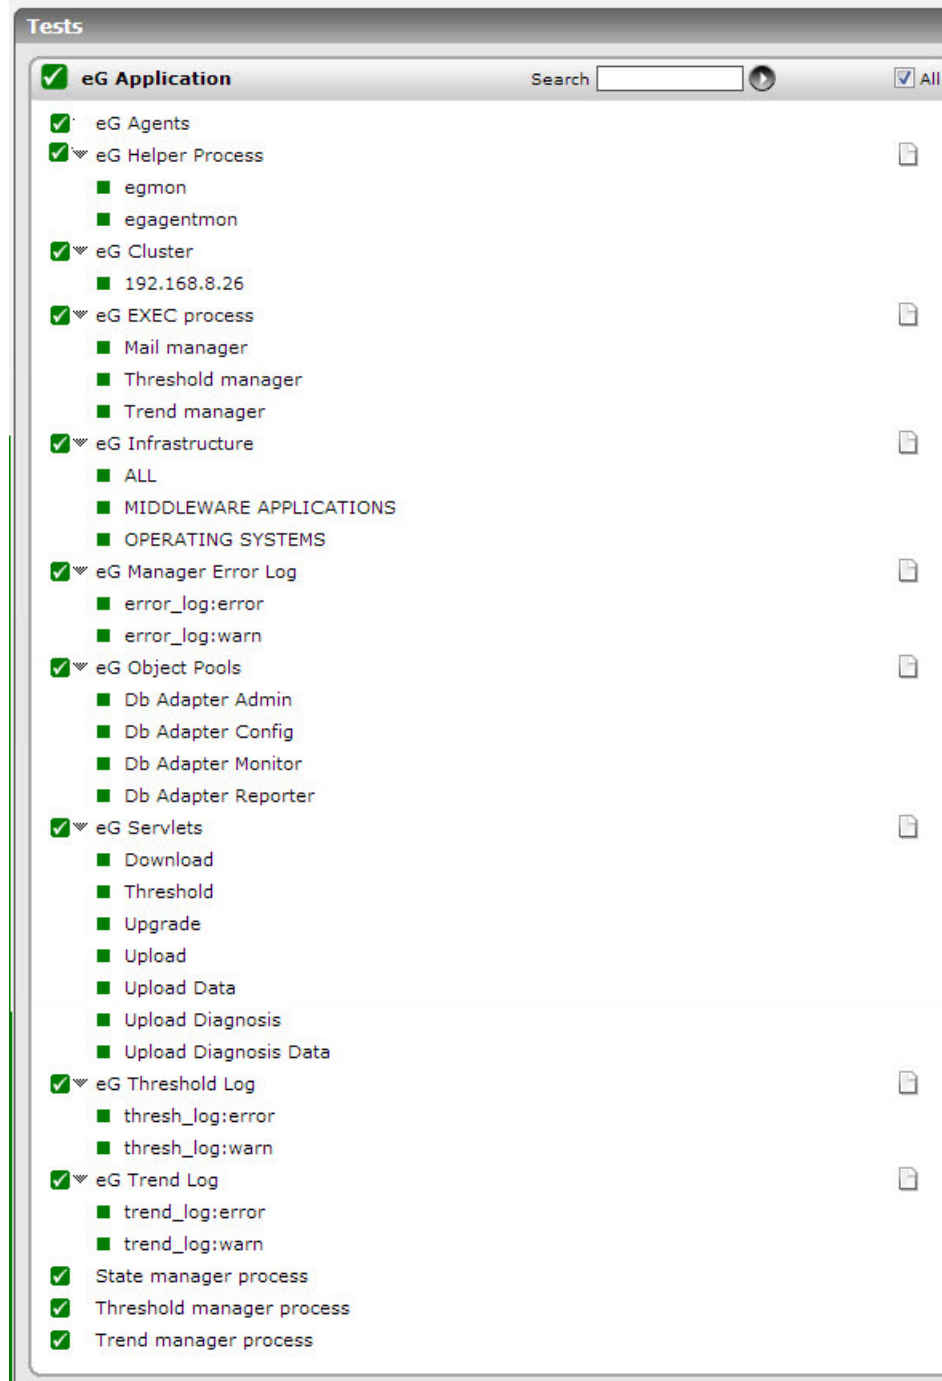 Tests
eG Application Search All
eG Agents
eG Helper Process
egmon
egagentmon
eG Cluster
192.168.8.26
eG EXEC process
Mail manager
Threshold manager
Trend manager
eG Infrastructure
ALL
MIDDLEWARE APPLICATIONS
OPERATING SYSTEMS
eG Manager Error Log
error_log:error
error_log:warn
eG Object Pools
Db Adapter Admin
Db Adapter Config
Db Adapter Monitor
Db Adapter Reporter
eG Servlets
Download
Threshold
Upgrade
Upload
Upload Data
Upload Diagnosis
Upload Diagnosis Data
eG Threshold Log
thresh_log:error
thresh_log:warn
eG Trend Log
trend_log:error
trend_log:warn
State manager process
Threshold manager process
Trend manager process